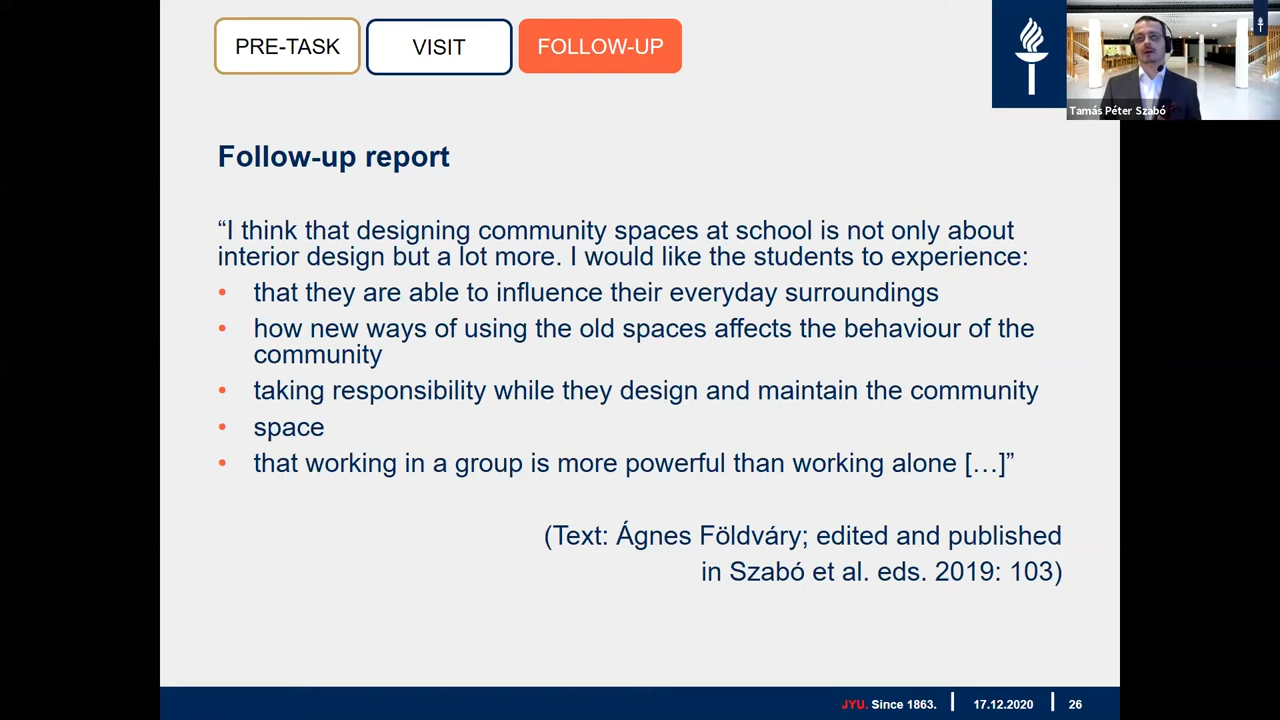 PRE-TASK
VISIT
FOLLOW-UP
Tamás Péter Szabó
Follow-up report
“I think that designing community spaces at school is not only about
interior design but a lot more. I would like the students to experience:
• that they are able to influence their everyday surroundings
• how new ways of using the old spaces affects the behaviour of the
community
• taking responsibility while they design and maintain the community
• space
• that working in a group is more powerful than working alone […]”
(Text: Ágnes Földváry; edited and published
in Szabó et al. eds. 2019: 103)
JYU. Since 1863.
17.12.2020
26